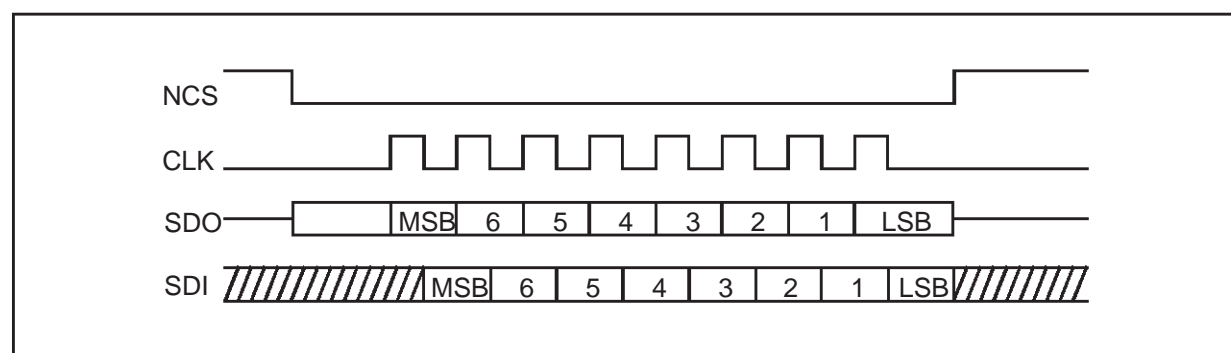 NCS
CLK
SDO MSB 6 5 4 3 2 1 LSB
SDI MSB 6 5 4 3 2 1 LSB